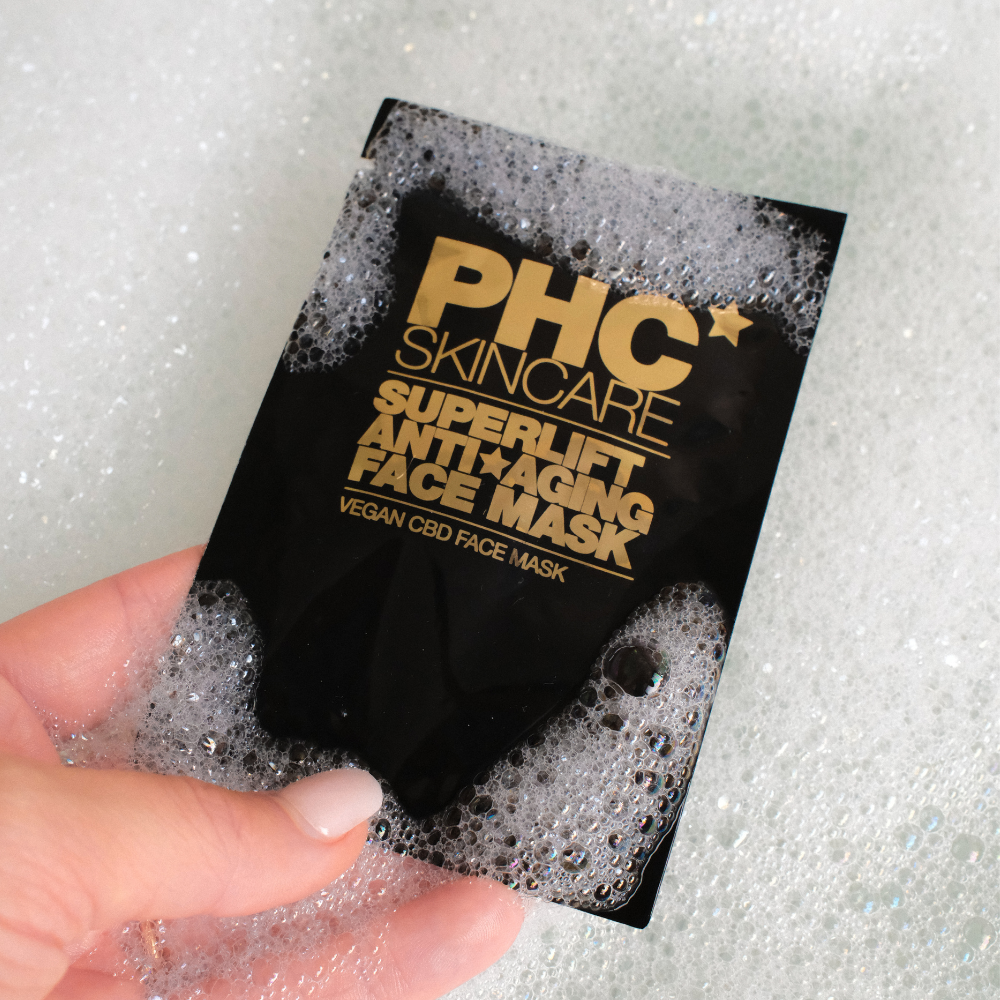 PHC★
SKINCARE
SUPERLIFT
ANTI★AGING
FACE MASK
VEGAN CBD FACE MASK